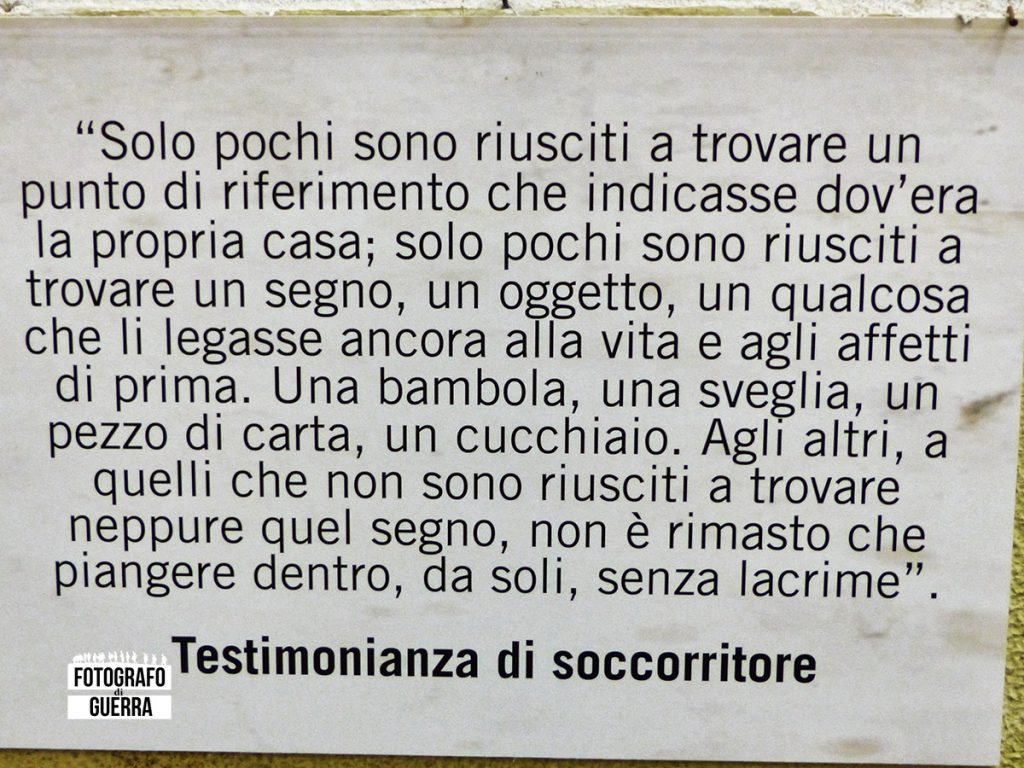 “Solo pochi sono riusciti a trovare un
punto di riferimento che indicasse dov’era
la propria casa; solo pochi sono riusciti a
trovare un segno, un oggetto, un qualcosa
che li legasse ancora alla vita e agli affetti
di prima. Una bambola, una sveglia, un
pezzo di carta, un cucchiaio. Agli altri, a
quelli che non sono riusciti a trovare
neppure quel segno, non è rimasto che
piangere dentro, da soli, senza lacrime”.
Testimonianza di soccorritore
FOTOGRAFO
di
GUERRA